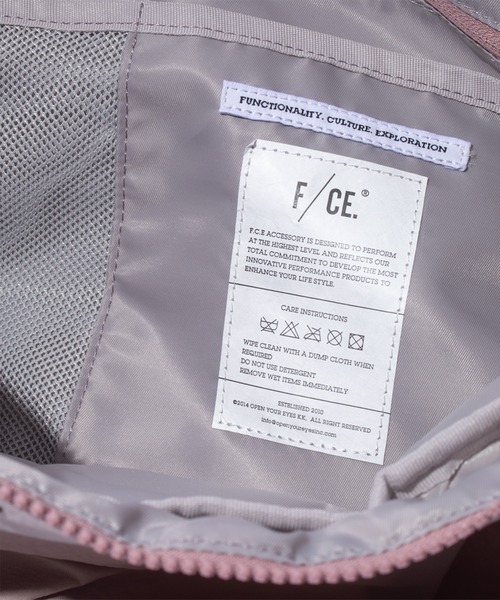 FUNCTIONALITY. CULTURE. EXPLORATION
F/CE.®
F.C.E ACCESSORY IS DESIGNED TO PERFORM
AT THE HIGHEST LEVEL AND REFLECTS OUR
TOTAL COMMITMENT TO DEVELOP THE MOST
INNOVATIVE PERFORMANCE PRODUCTS TO
ENHANCE YOUR LIFE STYLE.
CARE INSTRUCTIONS
WIPE CLEAN WITH A DUMP CLOTH WHEN
REQUIRED
DO NOT USE DETERGENT
REMOVE WET ITEMS IMMEDIATELY
ESTABLISHED 2010
©2014 OPEN YOUR EYES KK. ALL RIGHT RESERVED
info@openyoureyesinc.com